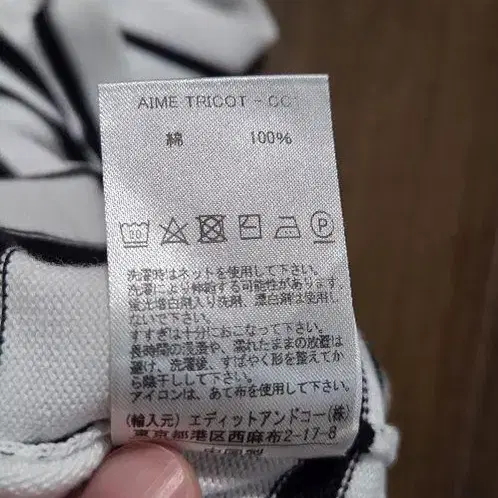 AIME TRICOT - CC
綿 100%
P
洗濯時はネットを使用して下さい。
洗濯により伸縮する可能性があります。
蛍光増白剤入り洗剤、漂白剤は使用し
ないで下さい。
すすぎは十分におこなって下さい。
長時間の浸漬や、濡れたままの放置は
避け、洗濯後、すばやく形を整えてか
ら陰干しして下さい。
アイロンは、あて布を使用して下さい。
(輸入元) エディットアンドコー(株)
東京都港区西麻布2-17-8
中国製